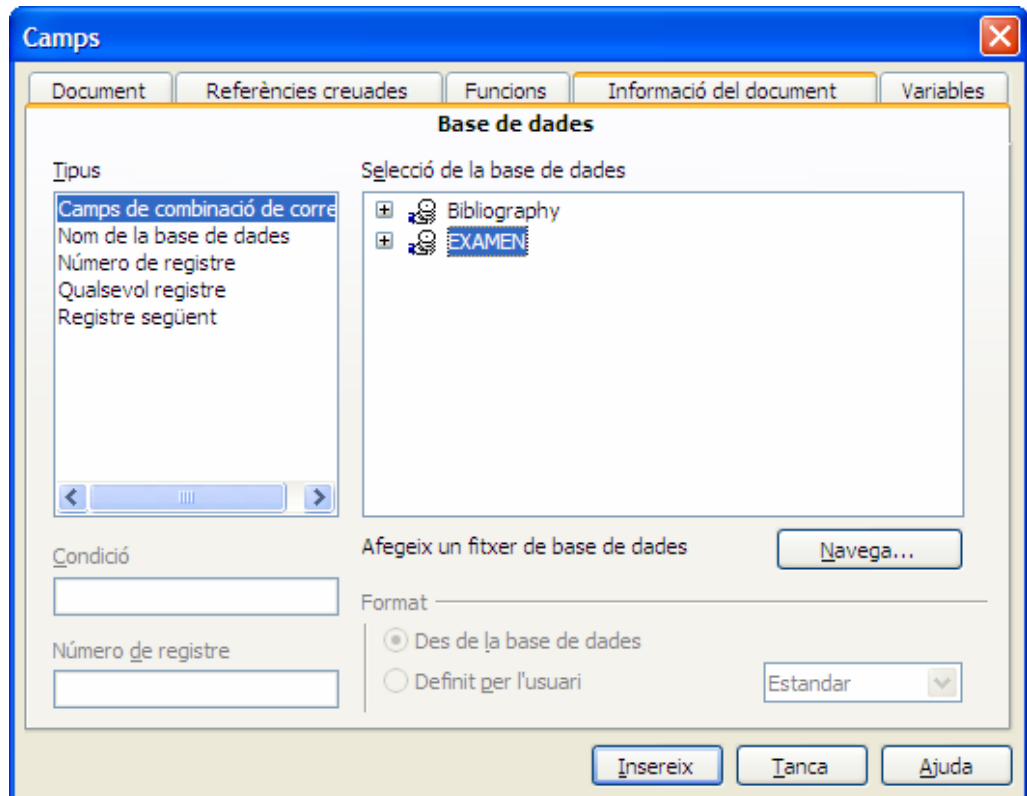 Camps
Document Referències creuades Funcions Informació del document Variables
Base de dades
Tipus
Camps de combinació de corre
Nom de la base de dades
Número de registre
Qualsevol registre
Registre següent
Selecció de la base de dades
Bibliography
EXAMEN
Afegeix un fitxer de base de dades Navega...
Condició
Número de registre
Format
Des de la base de dades
Definit per l'usuari Estandar
Insereix Tanca Ajuda